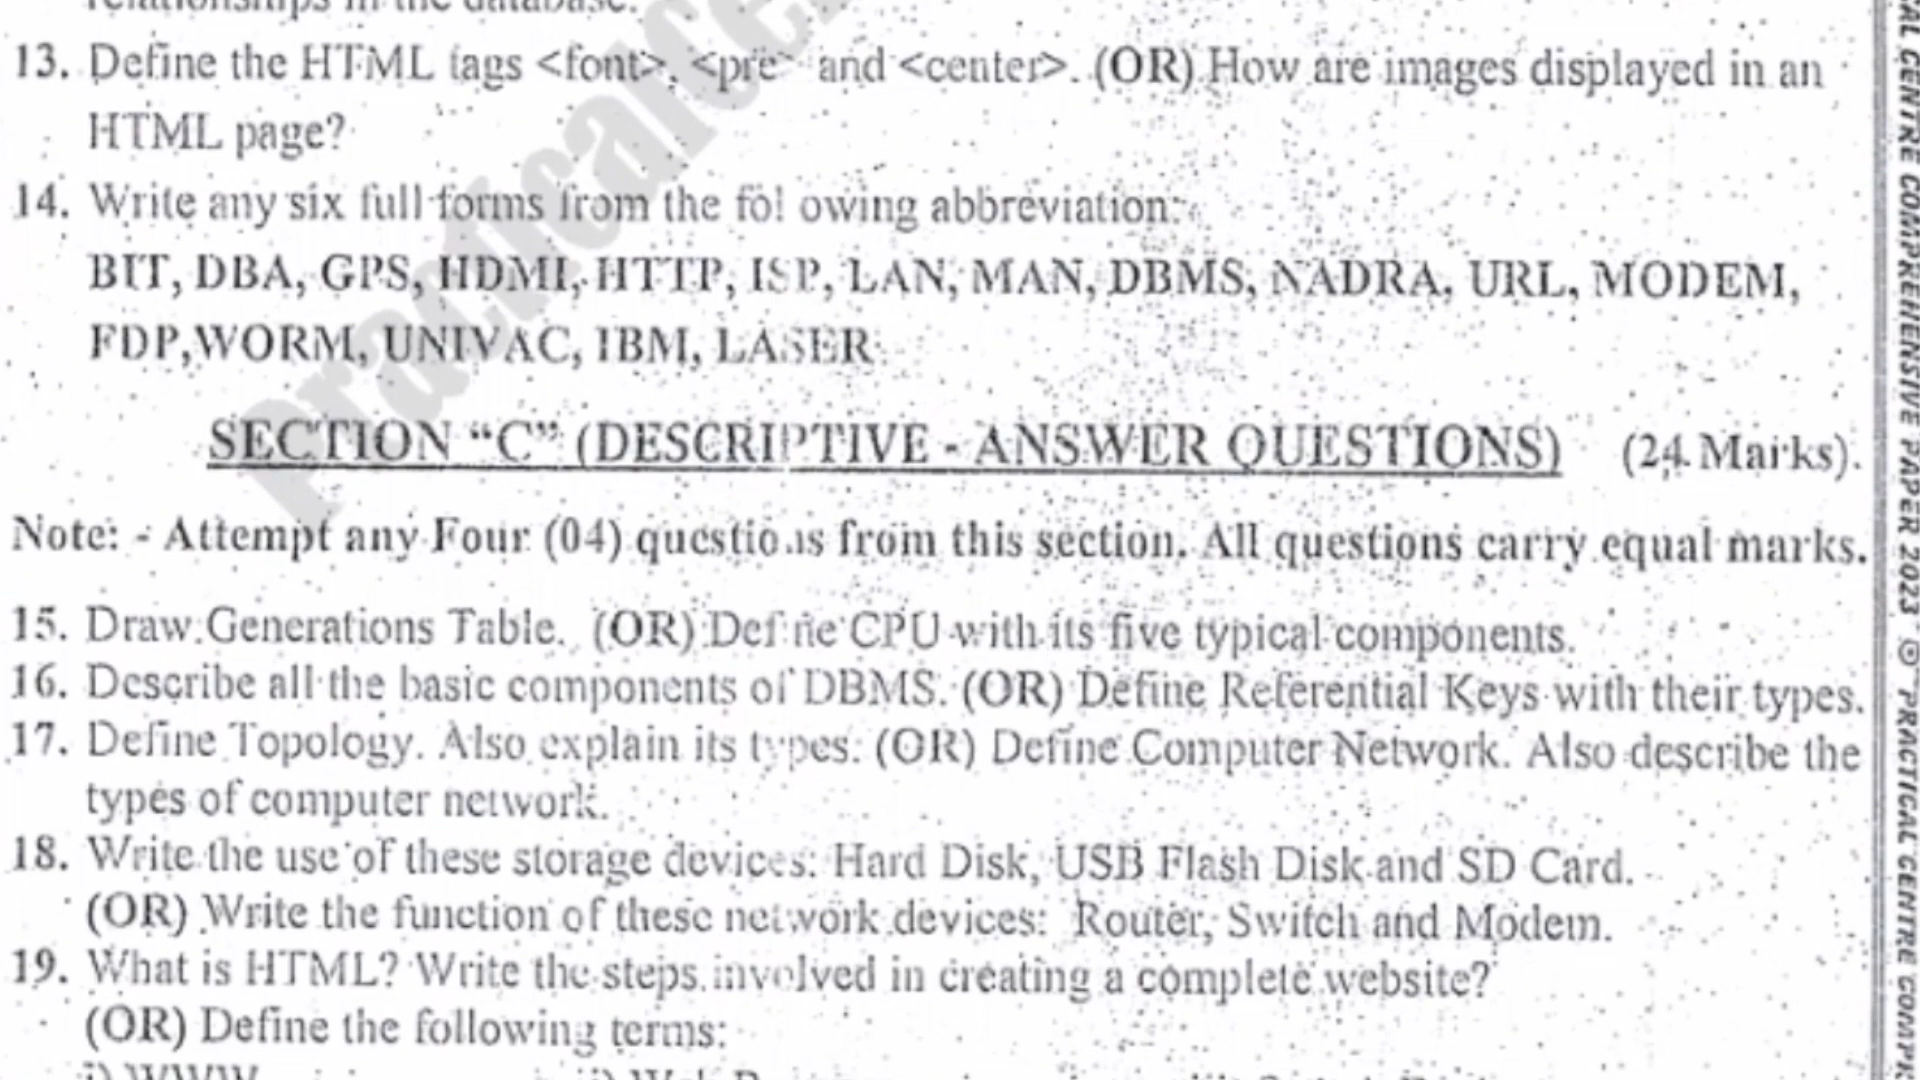 relationships in the database.
13. Define the HTML tags <font>, <pre> and <center>. (OR) How are images displayed in an
HTML page?
14. Write any six full forms from the following abbreviation:
BIT, DBA, GPS, HDMI, HTTP, ISP, LAN, MAN, DBMS, NADRA, URL, MODEM,
FDP, WORM, UNIVAC, IBM, LASER
SECTION “C” (DESCRIPTIVE - ANSWER QUESTIONS) (24 Marks).
Note: - Attempt any Four (04) questions from this section. All questions carry equal marks.
15. Draw Generations Table. (OR) Define CPU with its five typical components.
16. Describe all the basic components of DBMS. (OR) Define Referential Keys with their types.
17. Define Topology. Also explain its types. (OR) Define Computer Network. Also describe the
types of computer network.
18. Write the use of these storage devices: Hard Disk, USB Flash Disk and SD Card.
(OR) Write the function of these network devices: Router, Switch and Modem.
19. What is HTML? Write the steps involved in creating a complete website?
(OR) Define the following terms:
i) WWW ii) Web
CENTRE COMPREHENSIVE PAPER 2023 ⊙ PRACTICAL CENTRE